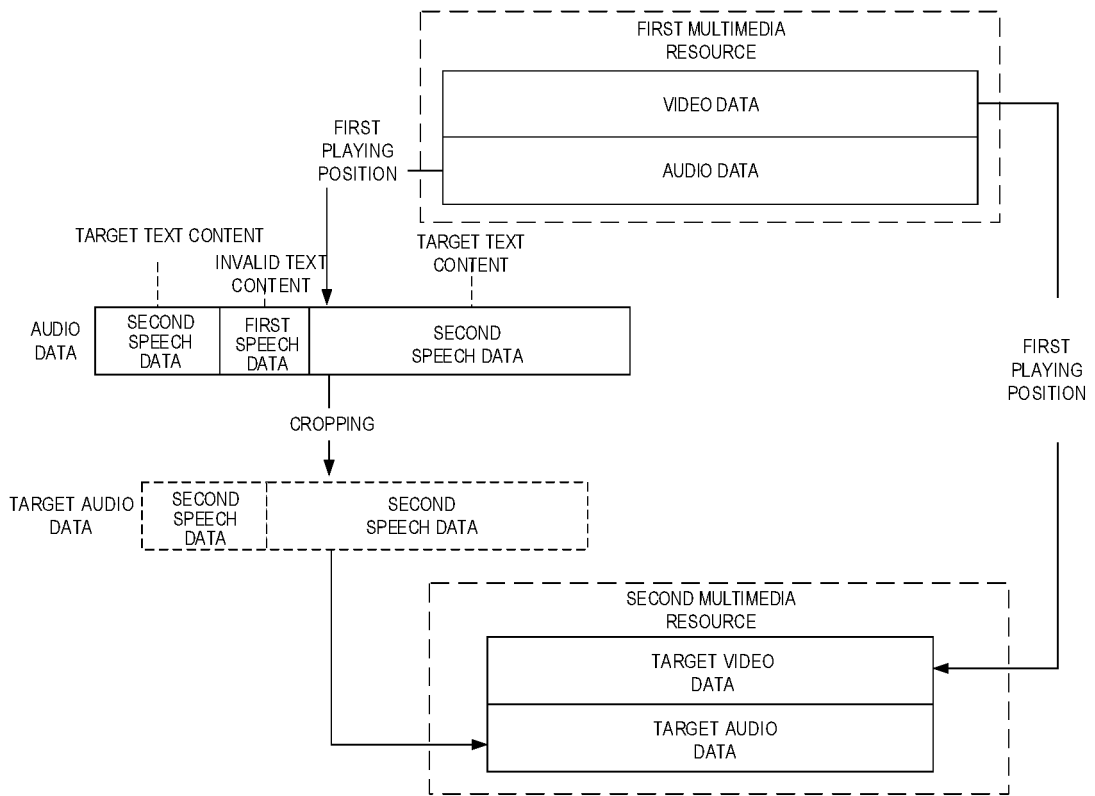 FIRST MULTIMEDIA
RESOURCE
VIDEO DATA
AUDIO DATA
FIRST
PLAYING
POSITION
TARGET TEXT CONTENT
INVALID TEXT
CONTENT
TARGET TEXT
CONTENT
AUDIO
DATA
SECOND
SPEECH
DATA
FIRST
SPEECH
DATA
SECOND
SPEECH DATA
FIRST
PLAYING
POSITION
CROPPING
TARGET AUDIO
DATA
SECOND
SPEECH
DATA
SECOND
SPEECH DATA
SECOND MULTIMEDIA
RESOURCE
TARGET VIDEO
DATA
TARGET AUDIO
DATA